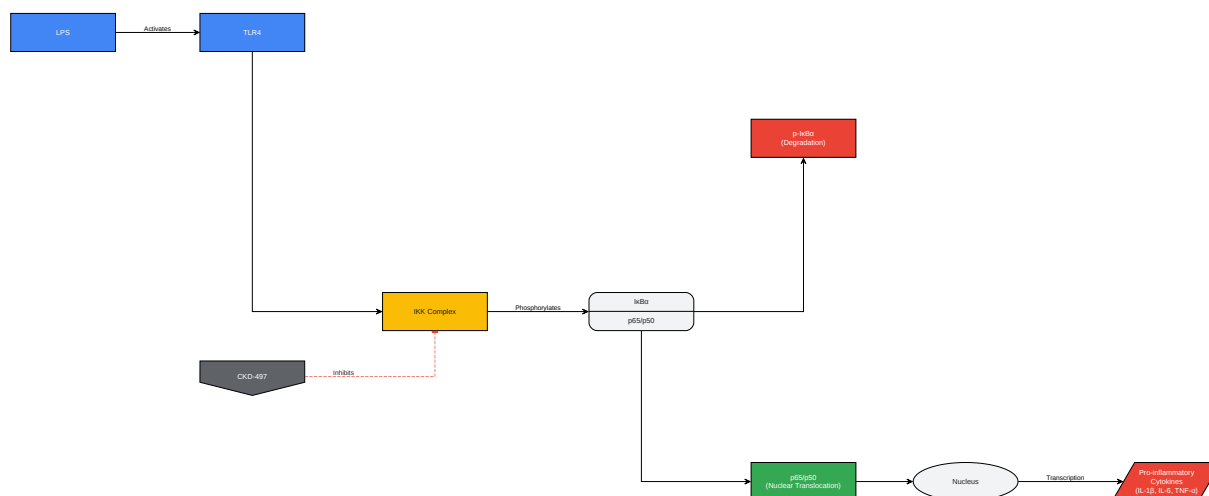 LPS
Activates
TLR4
p-IκBα
(Degradation)
IKK Complex
Phosphorylates
IκBα
p65/p50
CKD-497
Inhibits
p65/p50
(Nuclear Translocation)
Nucleus
Transcription
Pro-inflammatory
Cytokines
(IL-1β, IL-6, TNF-α)